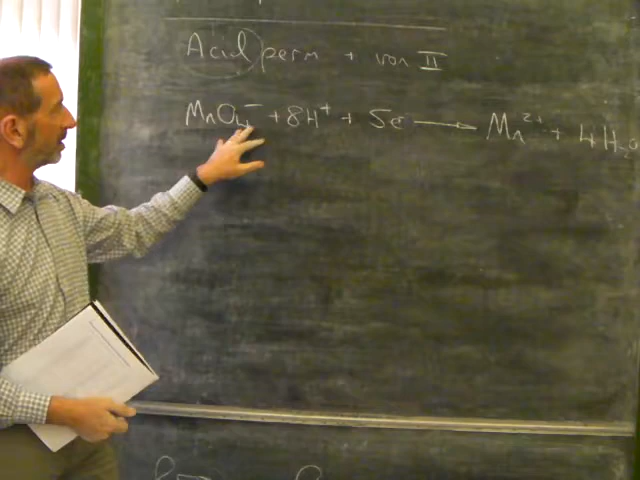 Acid perm + iron II
MnO₄⁻ + 8H⁺ + 5e → Mn²⁺ + 4H₂O